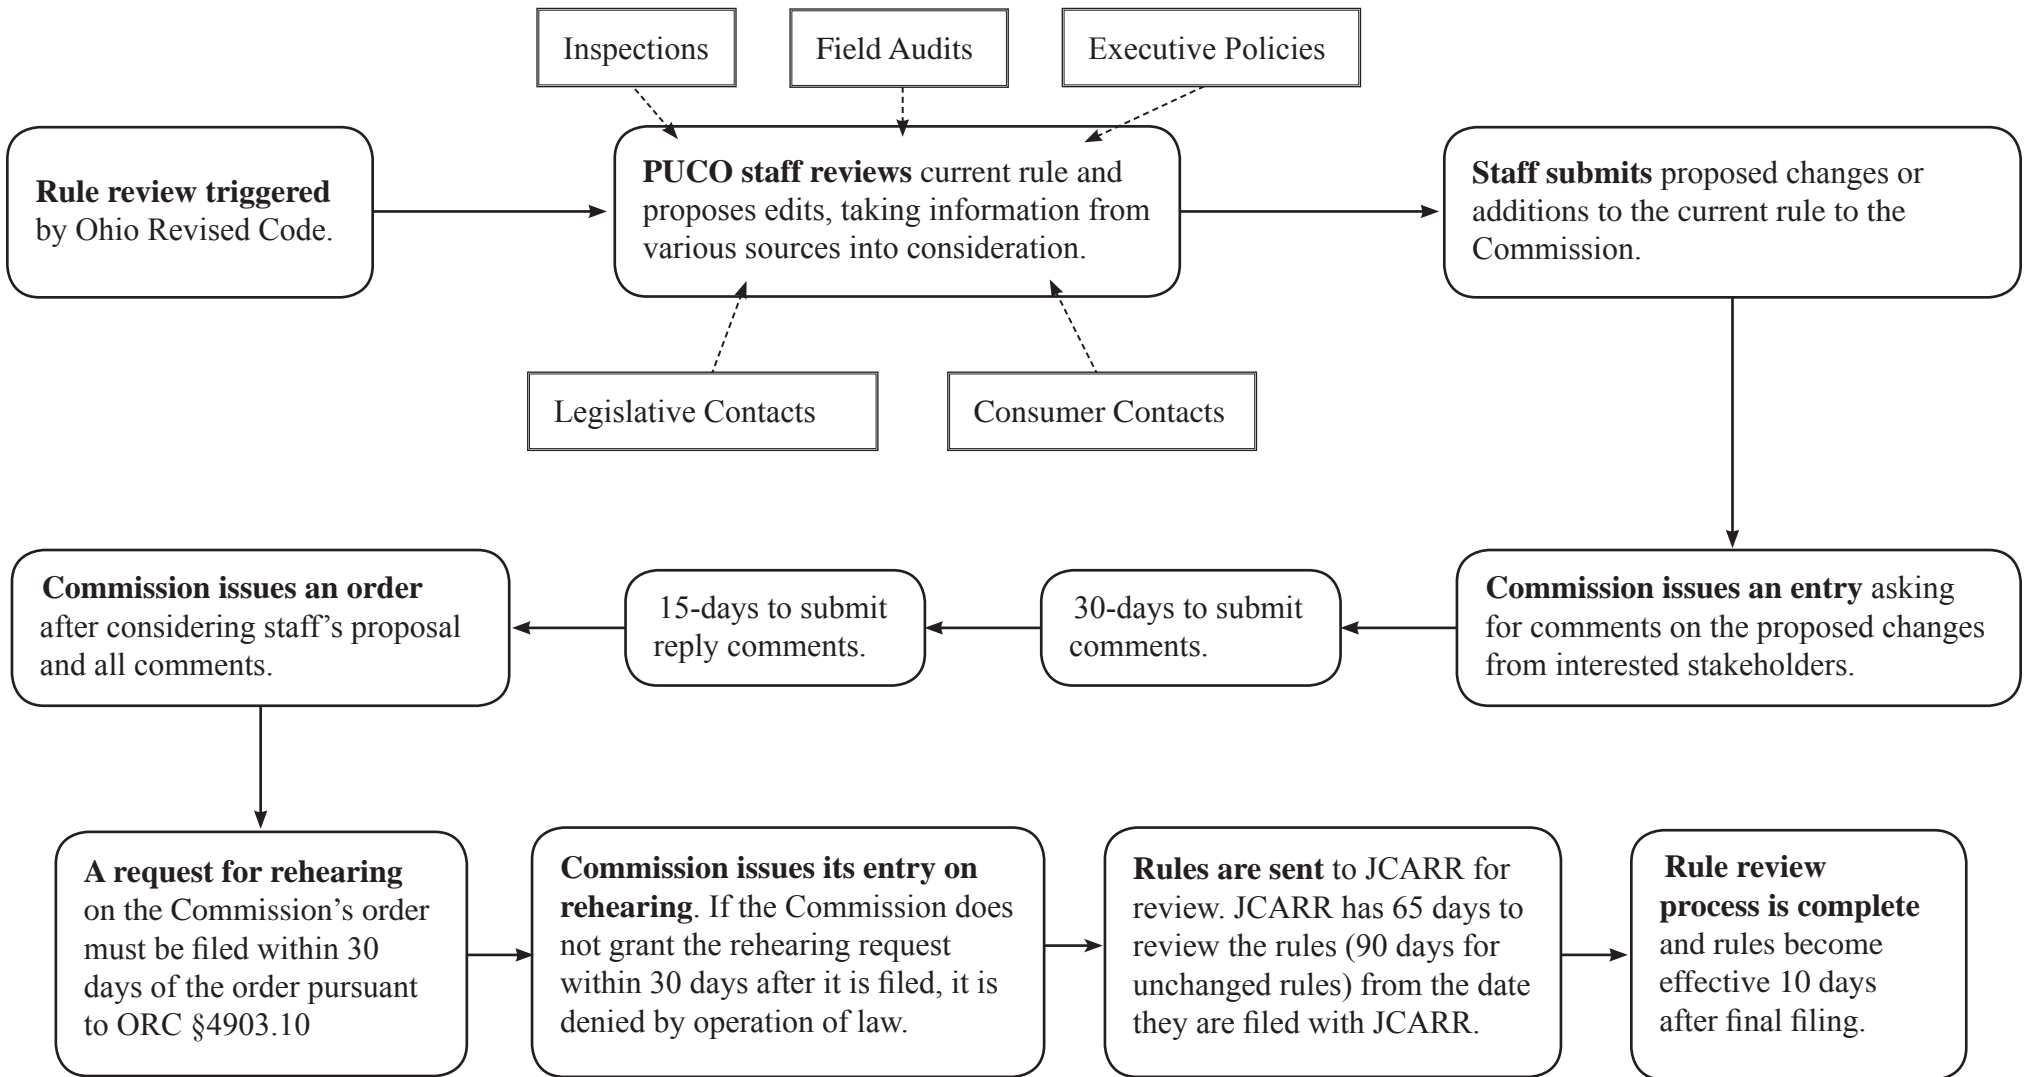 Inspections
Field Audits
Executive Policies
Rule review triggered
by Ohio Revised Code.
PUCO staff reviews current rule and
proposes edits, taking information from
various sources into consideration.
Staff submits proposed changes or
additions to the current rule to the
Commission.
Legislative Contacts
Consumer Contacts
Commission issues an entry asking
for comments on the proposed changes
from interested stakeholders.
30-days to submit
comments.
15-days to submit
reply comments.
Commission issues an order
after considering staff’s proposal
and all comments.
A request for rehearing
on the Commission’s order
must be filed within 30
days of the order pursuant
to ORC §4903.10
Commission issues its entry on
rehearing. If the Commission does
not grant the rehearing request
within 30 days after it is filed, it is
denied by operation of law.
Rules are sent to JCARR for
review. JCARR has 65 days to
review the rules (90 days for
unchanged rules) from the date
they are filed with JCARR.
Rule review
process is complete
and rules become
effective 10 days
after final filing.